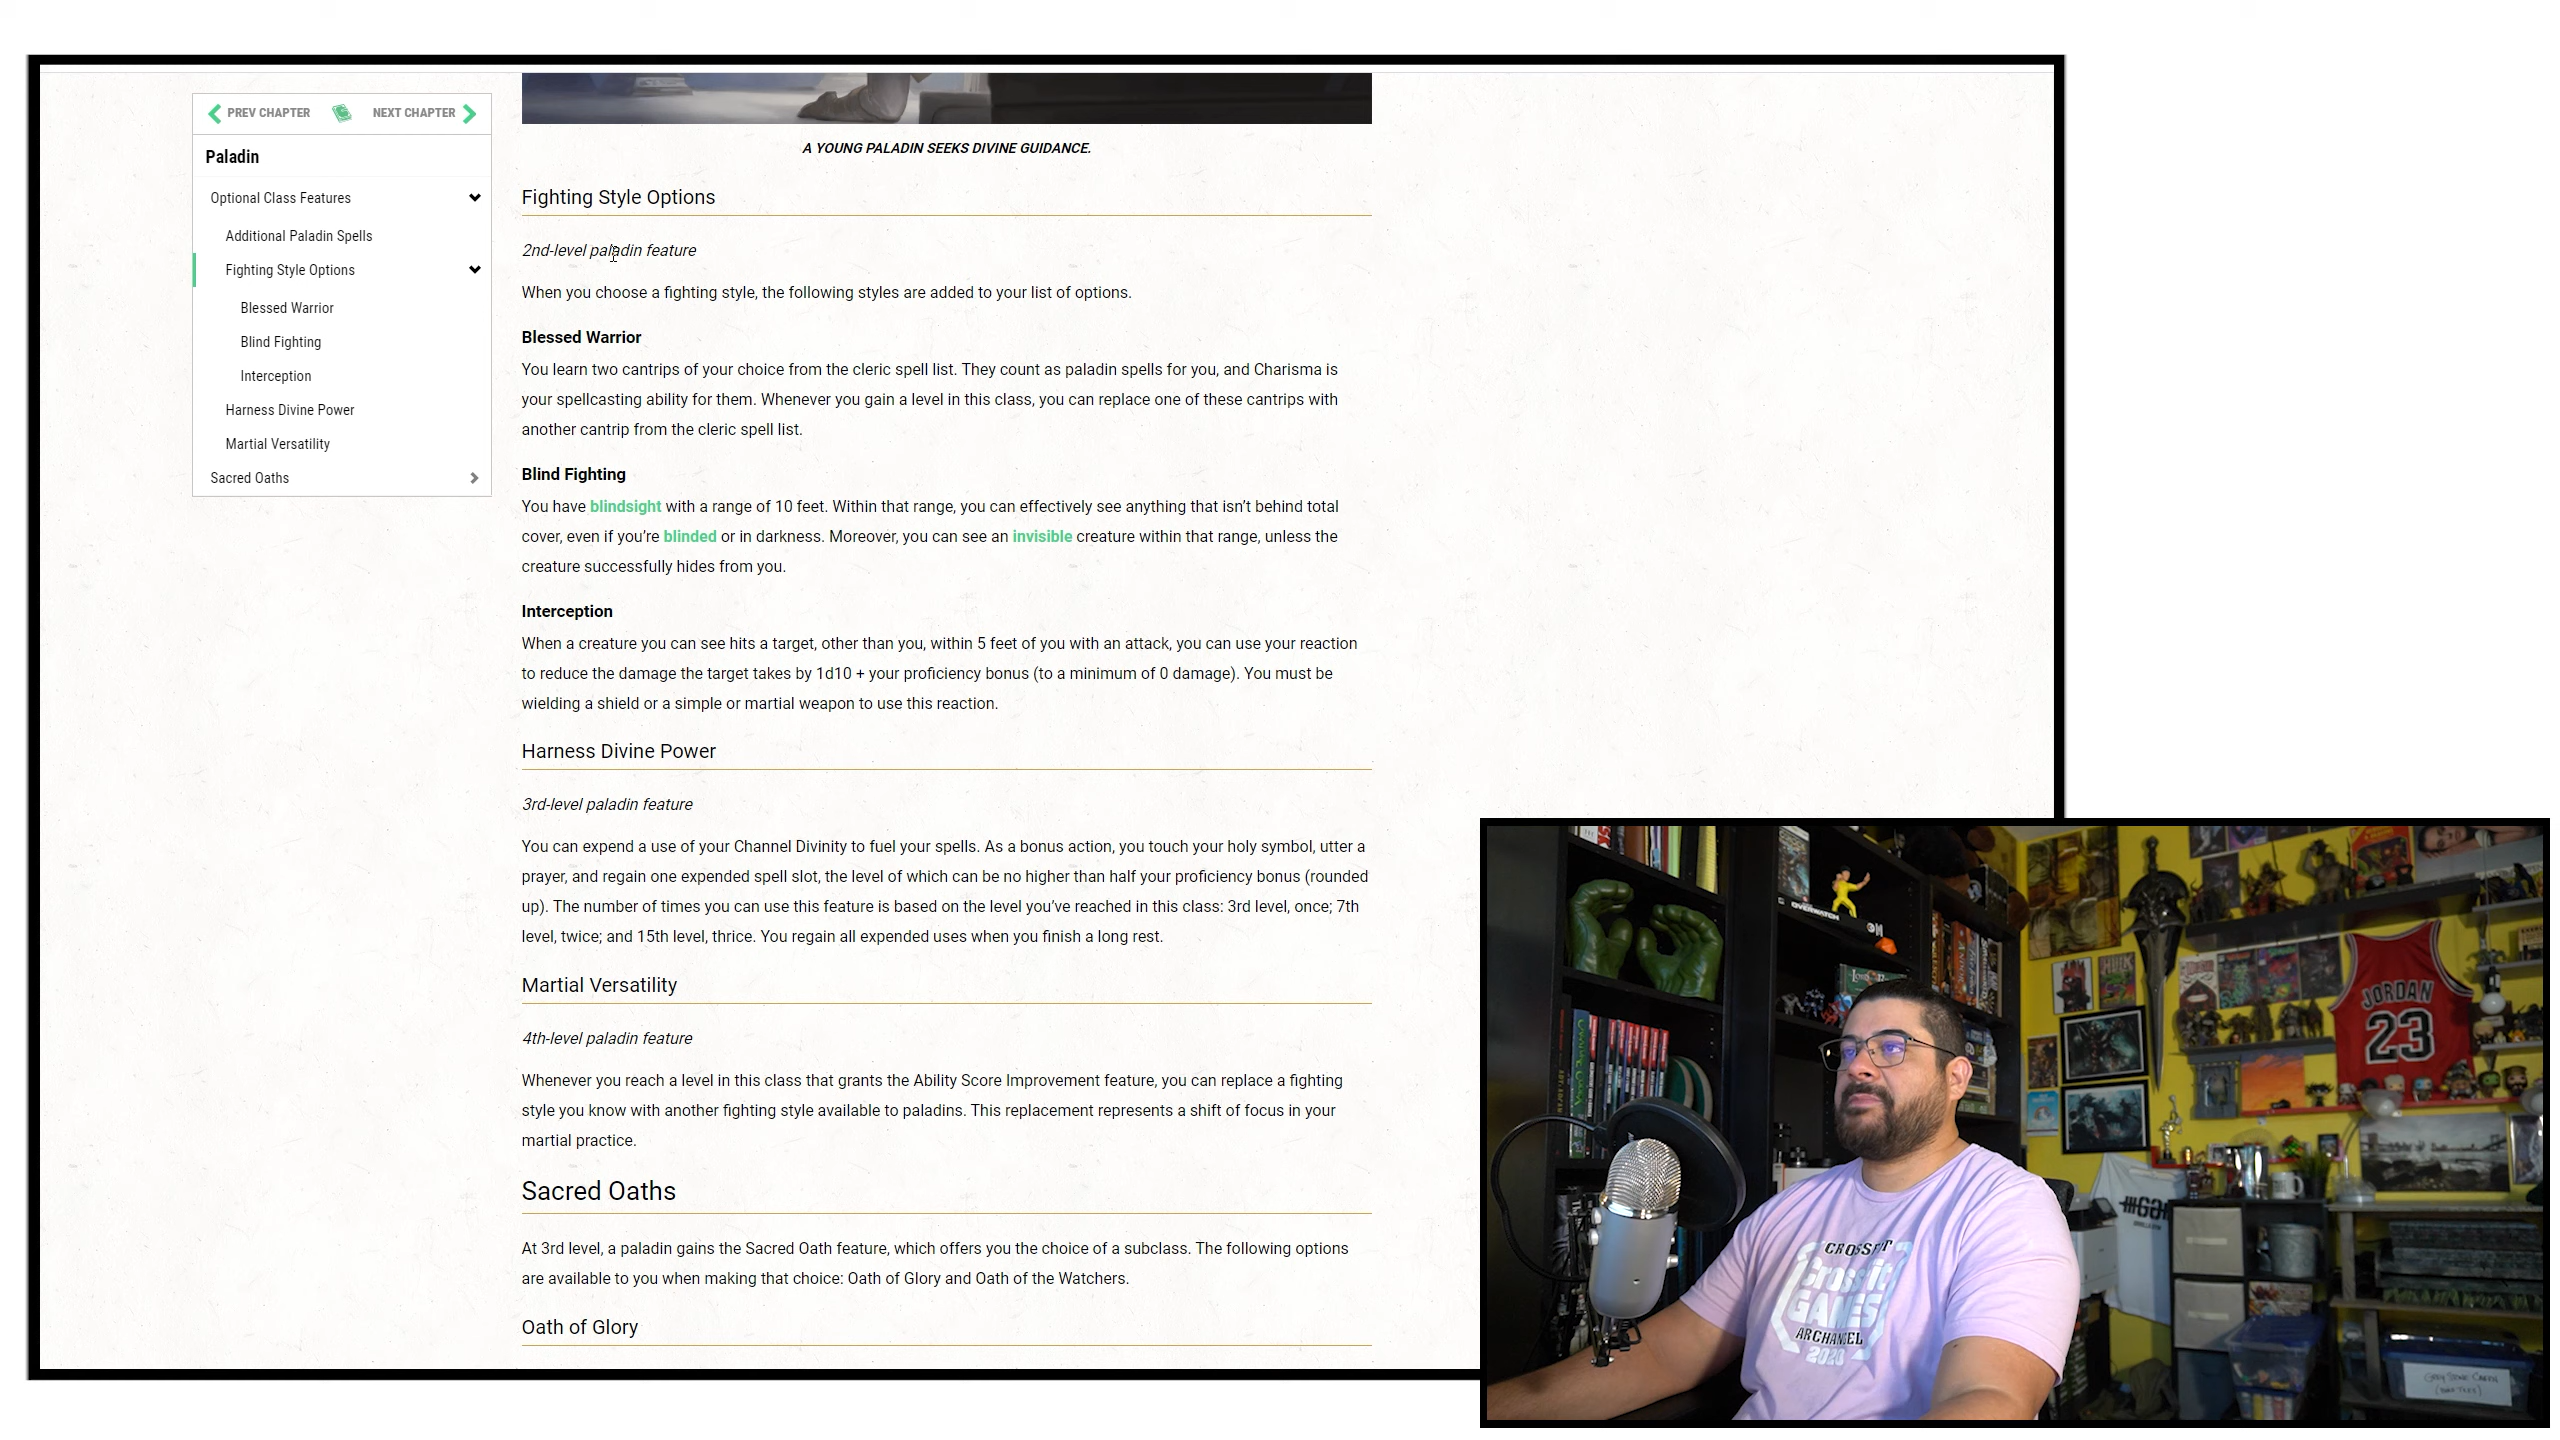 PREV CHAPTER
NEXT CHAPTER
Paladin
Optional Class Features
Additional Paladin Spells
Fighting Style Options
Blessed Warrior
Blind Fighting
Interception
Harness Divine Power
Martial Versatility
Sacred Oaths
A YOUNG PALADIN SEEKS DIVINE GUIDANCE.
Fighting Style Options
2nd-level paladin feature
When you choose a fighting style, the following styles are added to your list of options.
Blessed Warrior
You learn two cantrips of your choice from the cleric spell list. They count as paladin spells for you, and Charisma is
your spellcasting ability for them. Whenever you gain a level in this class, you can replace one of these cantrips with
another cantrip from the cleric spell list.
Blind Fighting
You have blindsight with a range of 10 feet. Within that range, you can effectively see anything that isn’t behind total
cover, even if you’re blinded or in darkness. Moreover, you can see an invisible creature within that range, unless the
creature successfully hides from you.
Interception
When a creature you can see hits a target, other than you, within 5 feet of you with an attack, you can use your reaction
to reduce the damage the target takes by 1d10 + your proficiency bonus (to a minimum of 0 damage). You must be
wielding a shield or a simple or martial weapon to use this reaction.
Harness Divine Power
3rd-level paladin feature
You can expend a use of your Channel Divinity to fuel your spells. As a bonus action, you touch your holy symbol, utter a
prayer, and regain one expended spell slot, the level of which can be no higher than half your proficiency bonus (rounded
up). The number of times you can use this feature is based on the level you’ve reached in this class: 3rd level, once; 7th
level, twice; and 15th level, thrice. You regain all expended uses when you finish a long rest.
Martial Versatility
4th-level paladin feature
Whenever you reach a level in this class that grants the Ability Score Improvement feature, you can replace a fighting
style you know with another fighting style available to paladins. This replacement represents a shift of focus in your
martial practice.
Sacred Oaths
At 3rd level, a paladin gains the Sacred Oath feature, which offers you the choice of a subclass. The following options
are available to you when making that choice: Oath of Glory and Oath of the Watchers.
Oath of Glory
OVERWATCH
JORDAN
23
CROSSFIT
CrossFit
GAMES
ARCHANGEL
2020